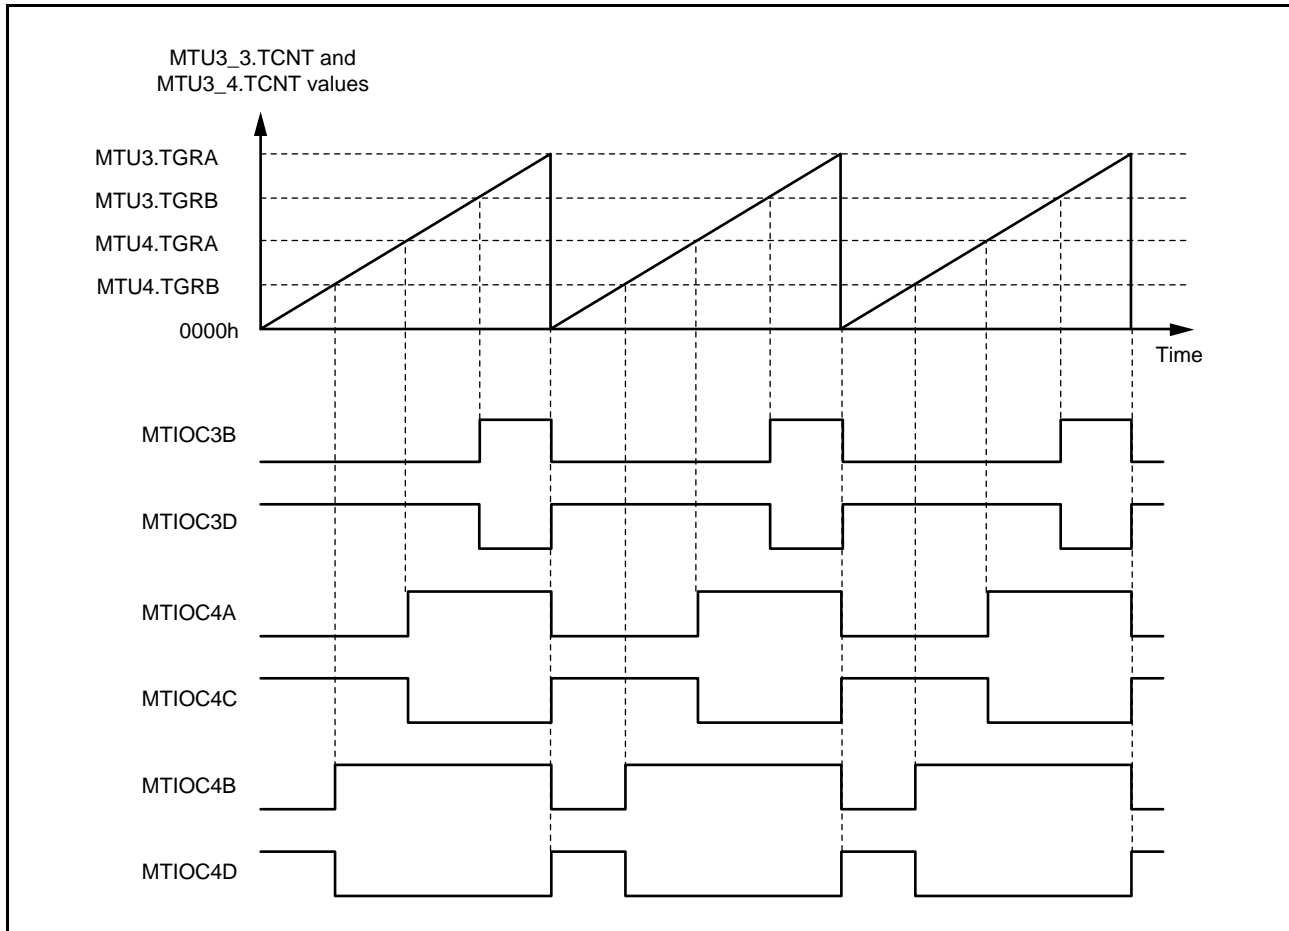 MTU3_3.TCNT and
MTU3_4.TCNT values
MTU3.TGRA
MTU3.TGRB
MTU4.TGRA
MTU4.TGRB
0000h
Time
MTIOC3B
MTIOC3D
MTIOC4A
MTIOC4C
MTIOC4B
MTIOC4D